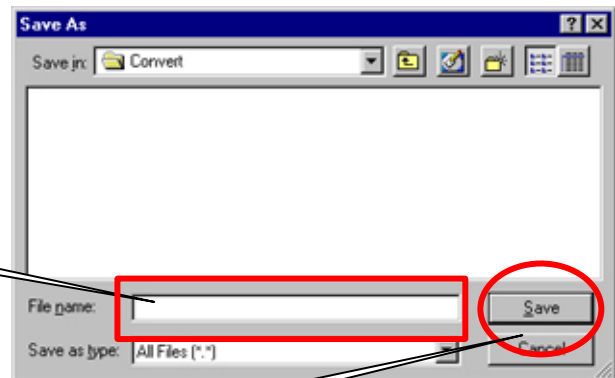 Save As
Save in: Convert
File name:
Save
Save as type: All Files (*.*)
Cancel